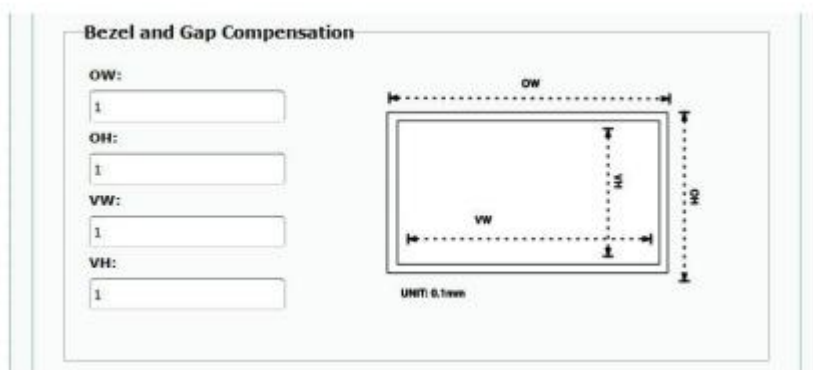 Bezel and Gap Compensation
OW:
1
OH:
1
VW:
1
VH:
1
OW
VH
OH
VW
UNIT: 0.1mm